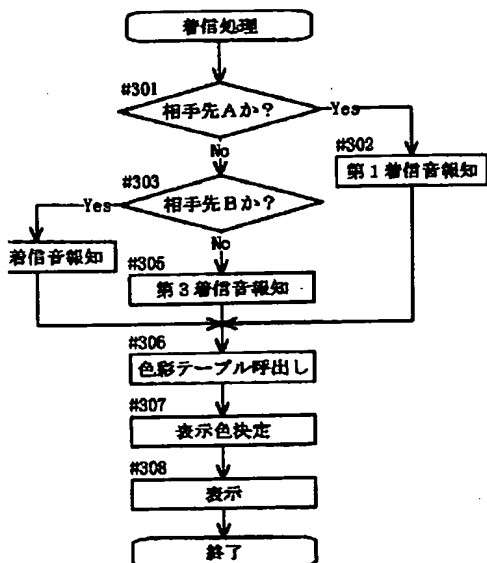 着信処理
#301
相手先Aか?
Yes
#302
第1着信音報知
No
#303
相手先Bか?
Yes
着信音報知
No
#305
第3着信音報知
#306
色彩テーブル呼出し
#307
表示色決定
#308
表示
終了